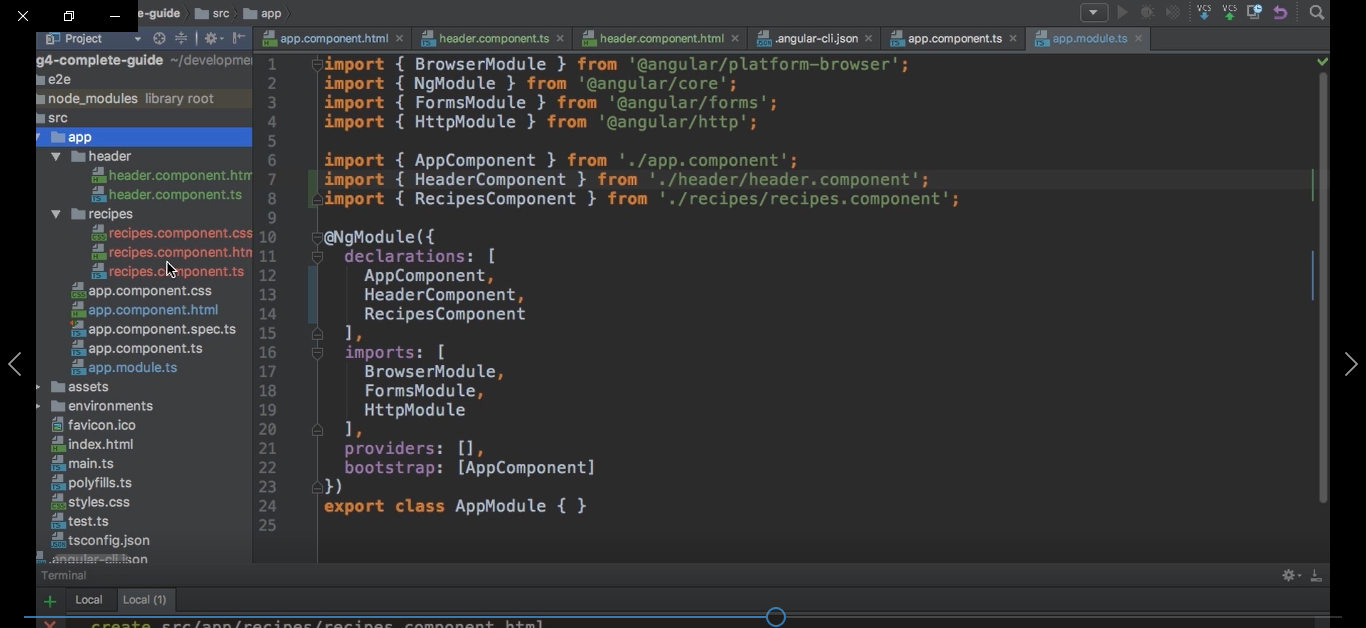 e-guide src app
Project
app.component.html header.component.ts header.component.html .angular-cli.json app.component.ts app.module.ts
VCS VCS
g4-complete-guide ~/developmer
e2e
node_modules library root
src
app
header
header.component.htm
header.component.ts
recipes
recipes.component.css
recipes.component.htm
recipes.component.ts
app.component.css
app.component.html
app.component.spec.ts
app.component.ts
app.module.ts
assets
environments
favicon.ico
index.html
main.ts
polyfills.ts
styles.css
test.ts
tsconfig.json
.angular-cli.json
1 import { BrowserModule } from '@angular/platform-browser';
2 import { NgModule } from '@angular/core';
3 import { FormsModule } from '@angular/forms';
4 import { HttpModule } from '@angular/http';
5
6 import { AppComponent } from './app.component';
7 import { HeaderComponent } from './header/header.component';
8 import { RecipesComponent } from './recipes/recipes.component';
9
10 @NgModule({
11 declarations: [
12 AppComponent,
13 HeaderComponent,
14 RecipesComponent
15 ],
16 imports: [
17 BrowserModule,
18 FormsModule,
19 HttpModule
20 ],
21 providers: [],
22 bootstrap: [AppComponent]
23 })
24 export class AppModule { }
25
Terminal
Local Local (1)
create src/app/recipes/recipes.component.html